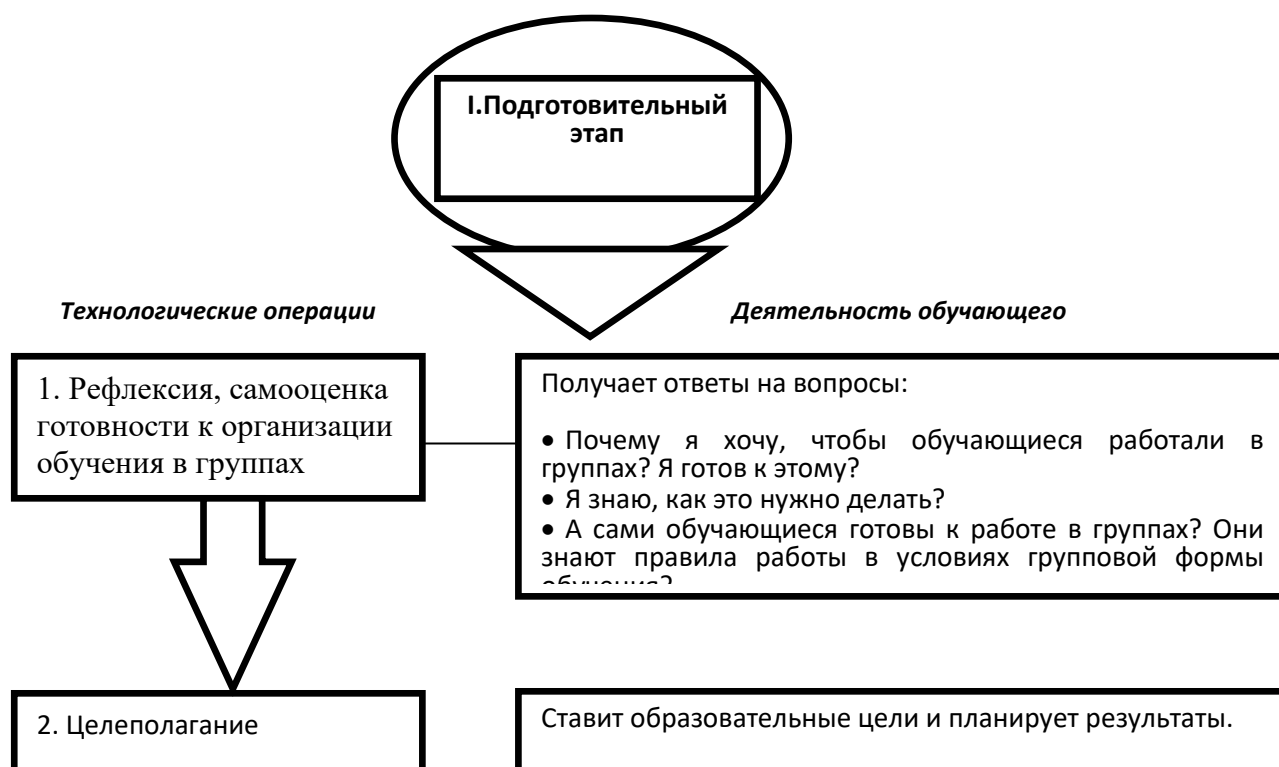 I.Подготовительный
этап
Технологические операции
Деятельность обучающего
1. Рефлексия, самооценка
готовности к организации
обучения в группах
Получает ответы на вопросы:
• Почему я хочу, чтобы обучающиеся работали в
группах? Я готов к этому?
• Я знаю, как это нужно делать?
• А сами обучающиеся готовы к работе в группах? Они
знают правила работы в условиях групповой формы
обучения?
2. Целеполагание
Ставит образовательные цели и планирует результаты.